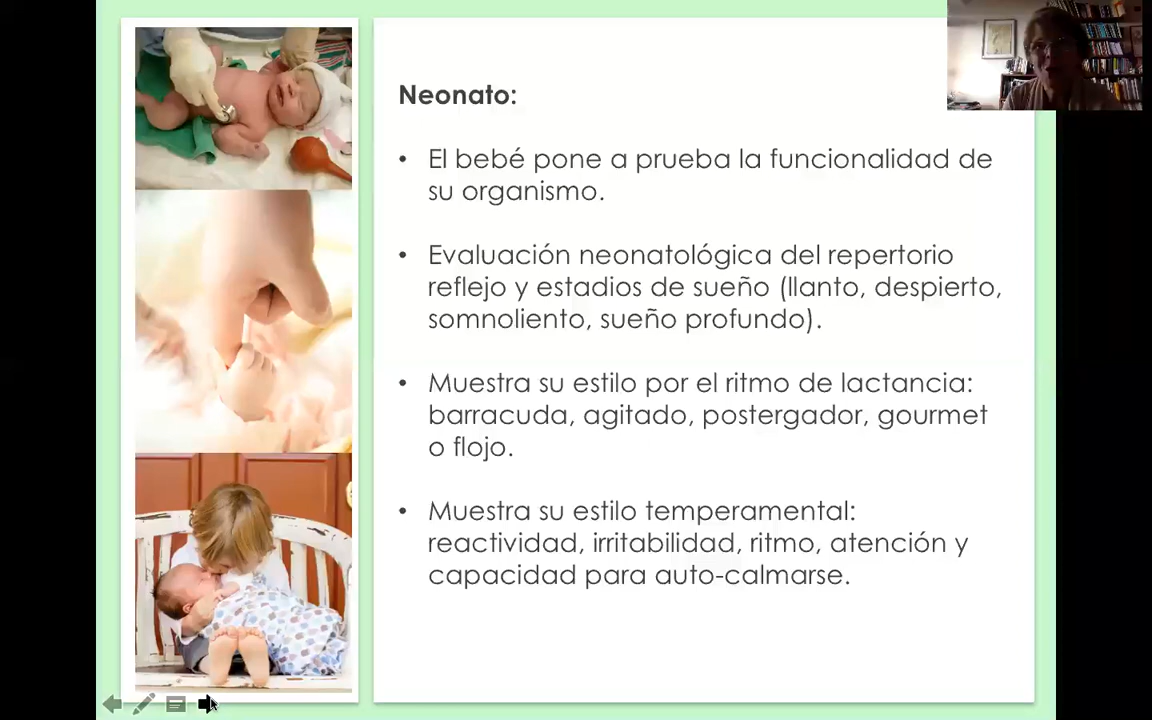 Neonato:
• El bebé pone a prueba la funcionalidad de
su organismo.
• Evaluación neonatológica del repertorio
reflejo y estadios de sueño (llanto, despierto,
somnoliento, sueño profundo).
• Muestra su estilo por el ritmo de lactancia:
barracuda, agitado, postergador, gourmet
o flojo.
• Muestra su estilo temperamental:
reactividad, irritabilidad, ritmo, atención y
capacidad para auto-calmarse.